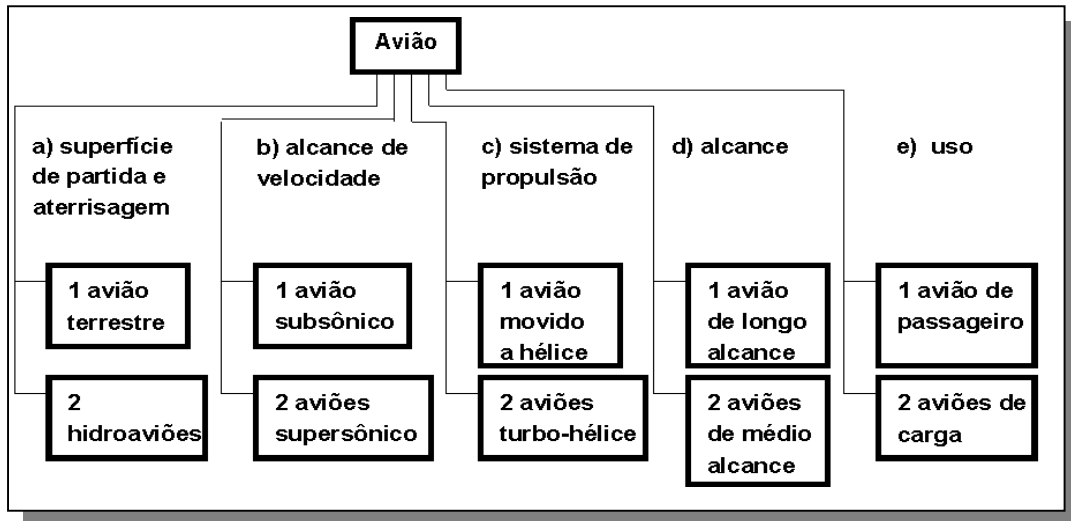 Avião
a) superfície
de partida e
aterrisagem
b) alcance de
velocidade
c) sistema de
propulsão
d) alcance
e) uso
1 avião
terrestre
1 avião
subsônico
1 avião
movido
a hélice
1 avião
de longo
alcance
1 avião de
passageiro
2
hidroaviões
2 aviões
supersônico
2 aviões
turbo-hélice
2 aviões
de médio
alcance
2 aviões de
carga